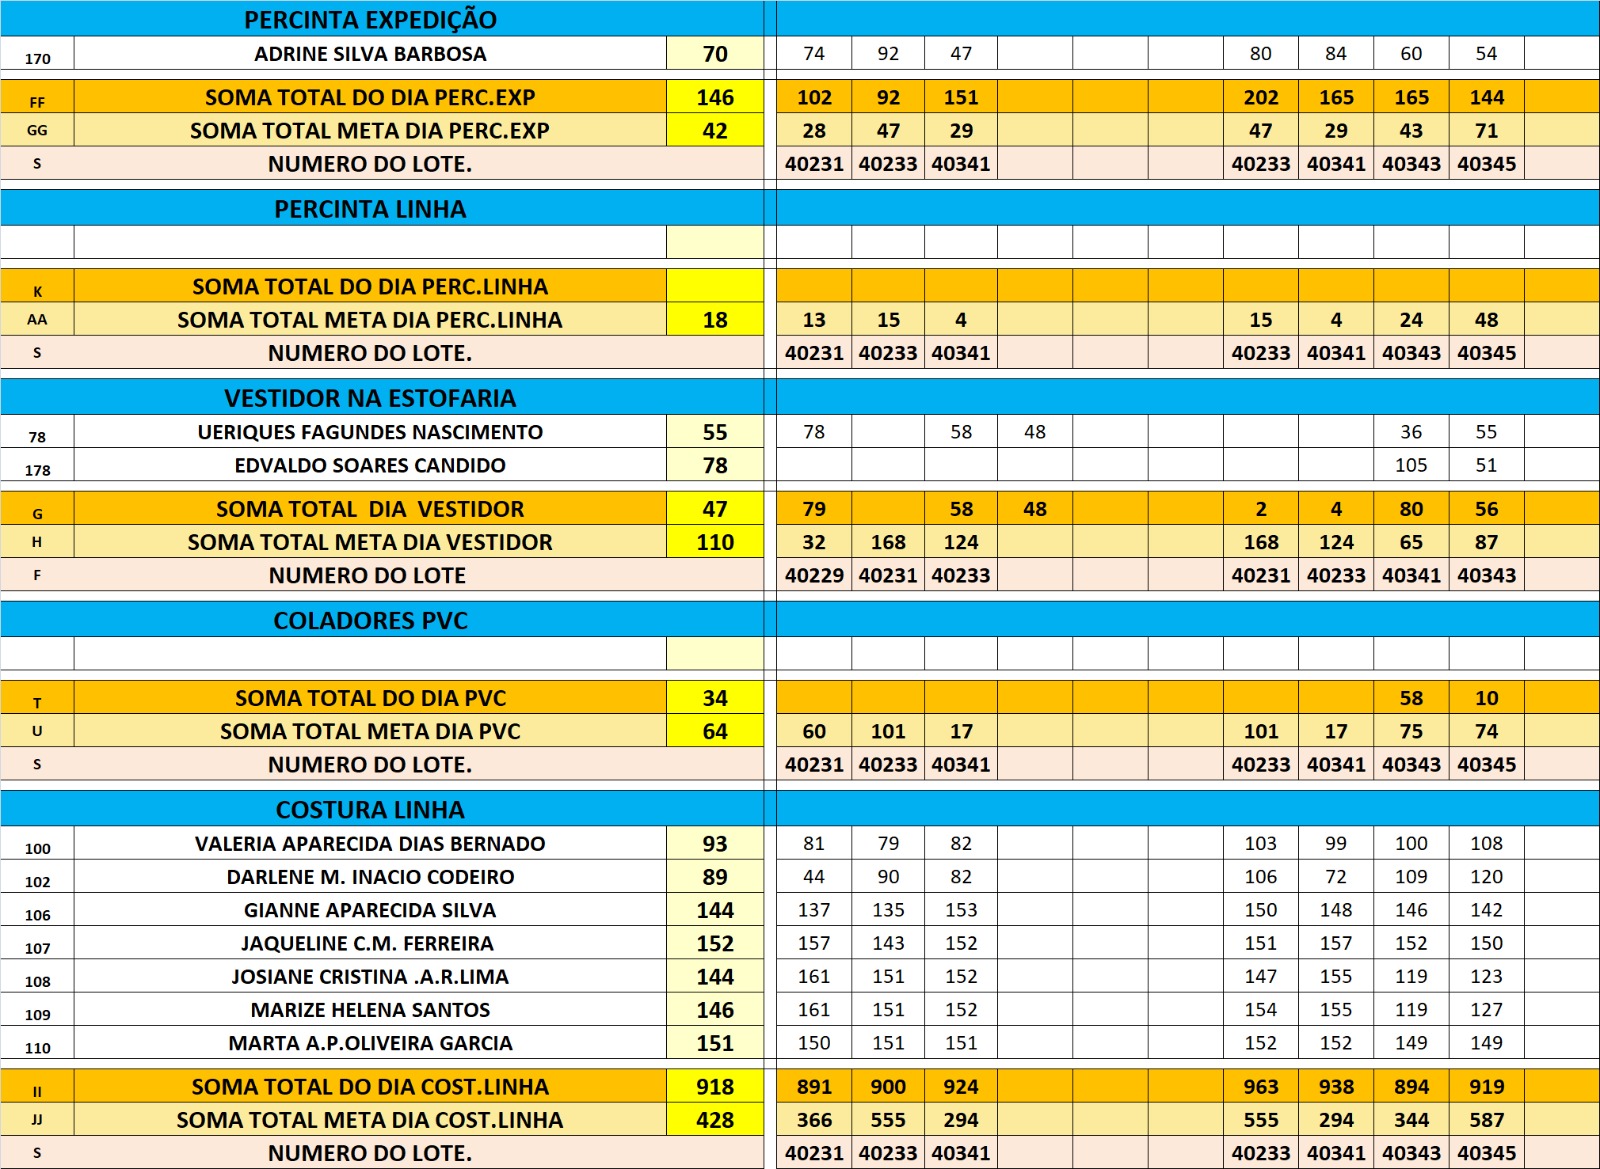 PERCINTA EXPEDIÇÃO
170 ADRINE SILVA BARBOSA 70 74 92 47 80 84 60 54
FF SOMA TOTAL DO DIA PERC.EXP 146 102 92 151 202 165 165 144
GG SOMA TOTAL META DIA PERC.EXP 42 28 47 29 47 29 43 71
S NUMERO DO LOTE. 40231 40233 40341 40233 40341 40343 40345
PERCINTA LINHA
K SOMA TOTAL DO DIA PERC.LINHA
AA SOMA TOTAL META DIA PERC.LINHA 18 13 15 4 15 4 24 48
S NUMERO DO LOTE. 40231 40233 40341 40233 40341 40343 40345
VESTIDOR NA ESTOFARIA
78 UERIQUES FAGUNDES NASCIMENTO 55 78 58 48 36 55
178 EDVALDO SOARES CANDIDO 78 105 51
G SOMA TOTAL DIA VESTIDOR 47 79 58 48 2 4 80 56
H SOMA TOTAL META DIA VESTIDOR 110 32 168 124 168 124 65 87
F NUMERO DO LOTE 40229 40231 40233 40231 40233 40341 40343
COLADORES PVC
T SOMA TOTAL DO DIA PVC 34 58 10
U SOMA TOTAL META DIA PVC 64 60 101 17 101 17 75 74
S NUMERO DO LOTE. 40231 40233 40341 40233 40341 40343 40345
COSTURA LINHA
100 VALERIA APARECIDA DIAS BERNADO 93 81 79 82 103 99 100 108
102 DARLENE M. INACIO CODEIRO 89 44 90 82 106 72 109 120
106 GIANNE APARECIDA SILVA 144 137 135 153 150 148 146 142
107 JAQUELINE C.M. FERREIRA 152 157 143 152 151 157 152 150
108 JOSIANE CRISTINA .A.R.LIMA 144 161 151 152 147 155 119 123
109 MARIZE HELENA SANTOS 146 161 151 152 154 155 119 127
110 MARTA A.P.OLIVEIRA GARCIA 151 150 151 151 152 152 149 149
II SOMA TOTAL DO DIA COST.LINHA 918 891 900 924 963 938 894 919
JJ SOMA TOTAL META DIA COST.LINHA 428 366 555 294 555 294 344 587
S NUMERO DO LOTE. 40231 40233 40341 40233 40341 40343 40345